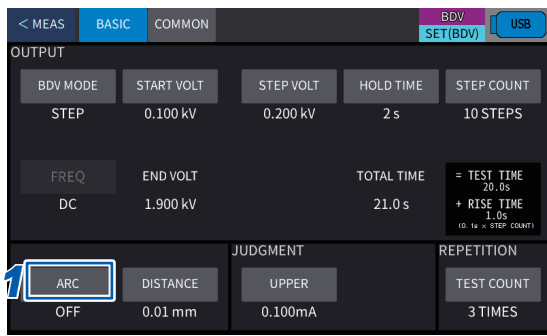 < MEAS BASIC COMMON BDV USB
SET(BDV)
OUTPUT
BDV MODE START VOLT STEP VOLT HOLD TIME STEP COUNT
STEP 0.100 kV 0.200 kV 2 s 10 STEPS
FREQ END VOLT TOTAL TIME = TEST TIME
20.0s
DC 1.900 kV 21.0 s + RISE TIME
1.0s
(0.1s × STEP COUNT)
JUDGMENT REPETITION
1 ARC DISTANCE UPPER TEST COUNT
OFF 0.01 mm 0.100mA 3 TIMES